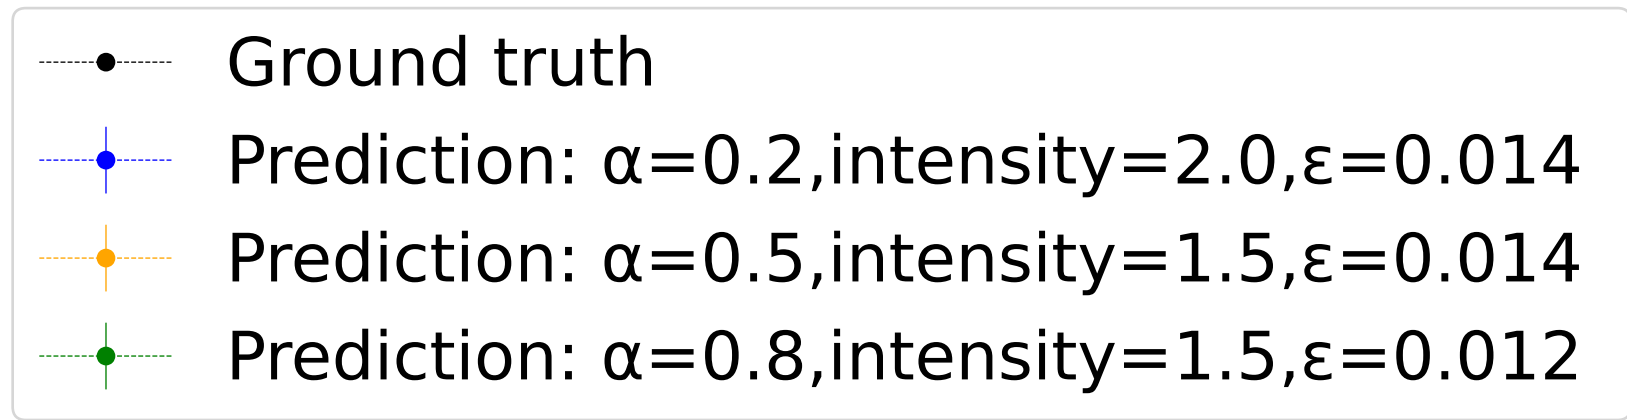 Ground truth
Prediction: α=0.2,intensity=2.0,ε=0.014
Prediction: α=0.5,intensity=1.5,ε=0.014
Prediction: α=0.8,intensity=1.5,ε=0.012